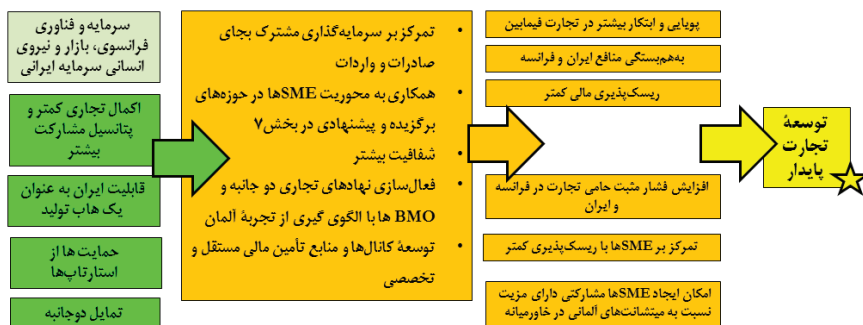 سرمایه و فناوری
فرانسوی، بازار و نیروی
انسانی سرمایه ایرانی
اکمال تجاری کمتر و
پتانسیل مشارکت
بیشتر
قابلیت ایران به عنوان
یک هاب تولید
حمایت ها از
استارتاپ‌ها
تمایل دوجانبه
• تمرکز بر سرمایه‌گذاری مشترک بجای
صادرات و واردات
• همکاری به محوریت SMEها در حوزه‌های
برگزیده و پیشنهادی در بخش ۷
• شفافیت بیشتر
• فعال‌سازی نهادهای تجاری دو جانبه و
BMO ها با الگوی گیری از تجربهٔ آلمان
• توسعهٔ کانال‌ها و منابع تأمین مالی مستقل و
تخصصی
پویایی و ابتکار بیشتر در تجارت فیمابین
به‌هم‌بستگی منافع ایران و فرانسه
ریسک‌پذیری مالی کمتر
افزایش فشار مثبت حامی تجارت در فرانسه
و ایران
تمرکز بر SMEها با ریسک‌پذیری کمتر
امکان ایجاد SMEها مشارکتی دارای مزیت
نسبت به میتشانت‌های آلمانی در خاورمیانه
توسعهٔ
تجارت
پایدار